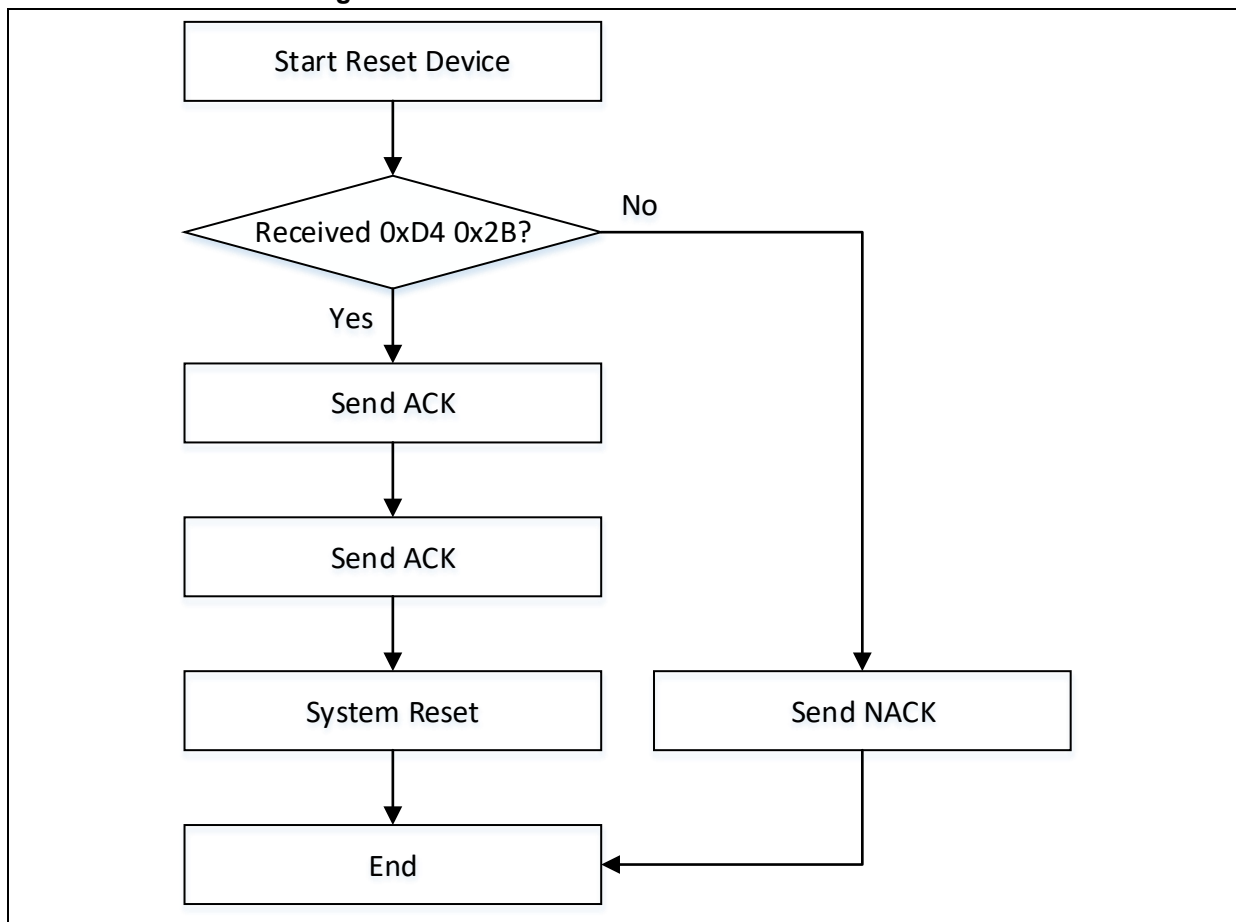 Start Reset Device
Received 0xD4 0x2B?
No
Yes
Send ACK
Send ACK
System Reset
Send NACK
End